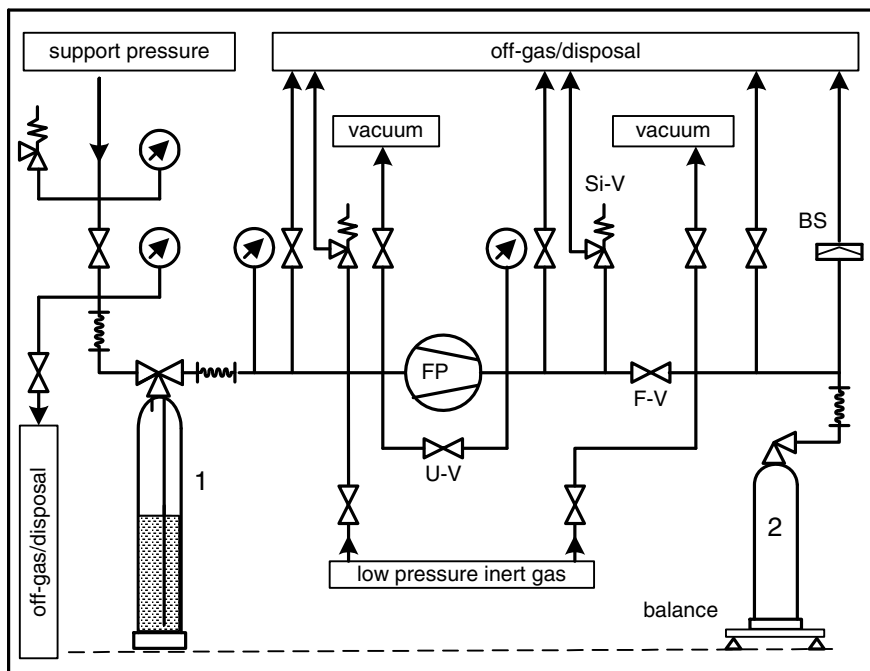 support pressure
off-gas/disposal
vacuum
vacuum
Si-V
BS
FP
F-V
U-V
1
2
off-gas/disposal
low pressure inert gas
balance